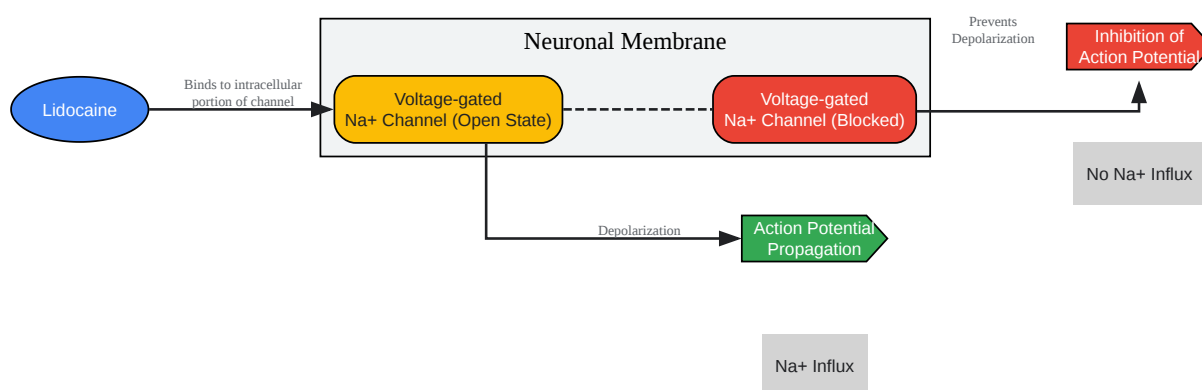 Neuronal Membrane
Lidocaine
Binds to intracellular
portion of channel
Voltage-gated
Na+ Channel (Open State)
Voltage-gated
Na+ Channel (Blocked)
Prevents
Depolarization
Inhibition of
Action Potential
No Na+ Influx
Depolarization
Action Potential
Propagation
Na+ Influx